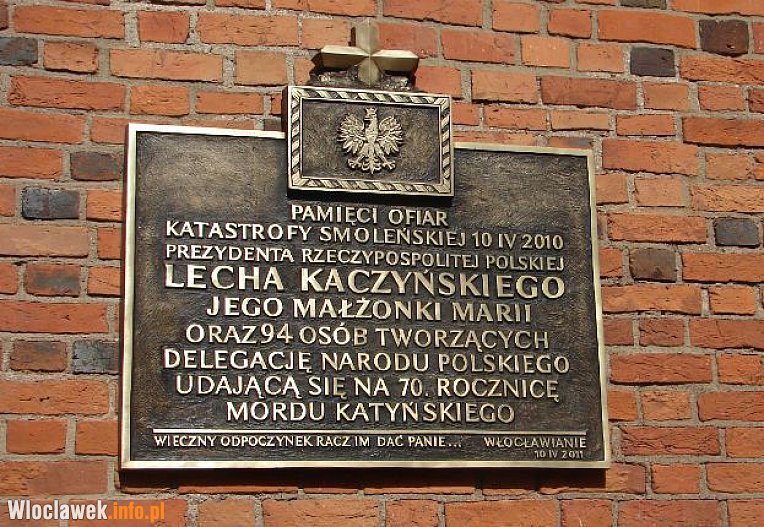 PAMIĘCI OFIAR
KATASTROFY SMOLEŃSKIEJ 10 IV 2010
PREZYDENTA RZECZYPOSPOLITEJ POLSKIEJ
LECHA KACZYŃSKIEGO
JEGO MAŁŻONKI MARII
ORAZ 94 OSÓB TWORZĄCYCH
DELEGACJĘ NARODU POLSKIEGO
UDAJĄCĄ SIĘ NA 70. ROCZNICĘ
MORDU KATYŃSKIEGO
WIECZNY ODPOCZYNEK RACZ IM DAĆ PANIE... WŁOCŁAWIANIE
10 IV 2011
Wloclawek.info.pl